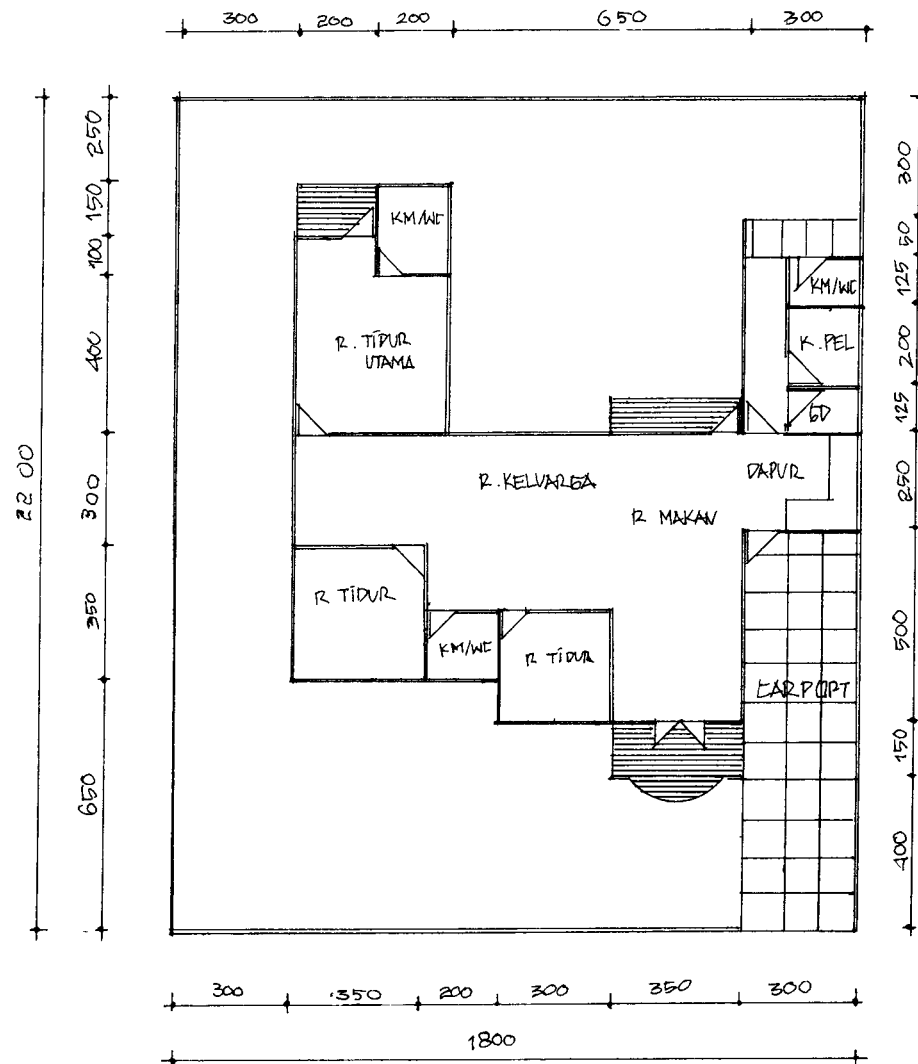 300 200 200 650 300
250
150
100
400
300
350
650
22 00
KM/WC
R. TIDUR
UTAMA
KM/WC
K. PEL
GD
R. KELUARGA
DAPUR
R MAKAN
R TIDUR
KM/WC
R TIDUR
CARPORT
300
50
125
200
125
250
500
150
400
300 350 200 300 350 300
1800